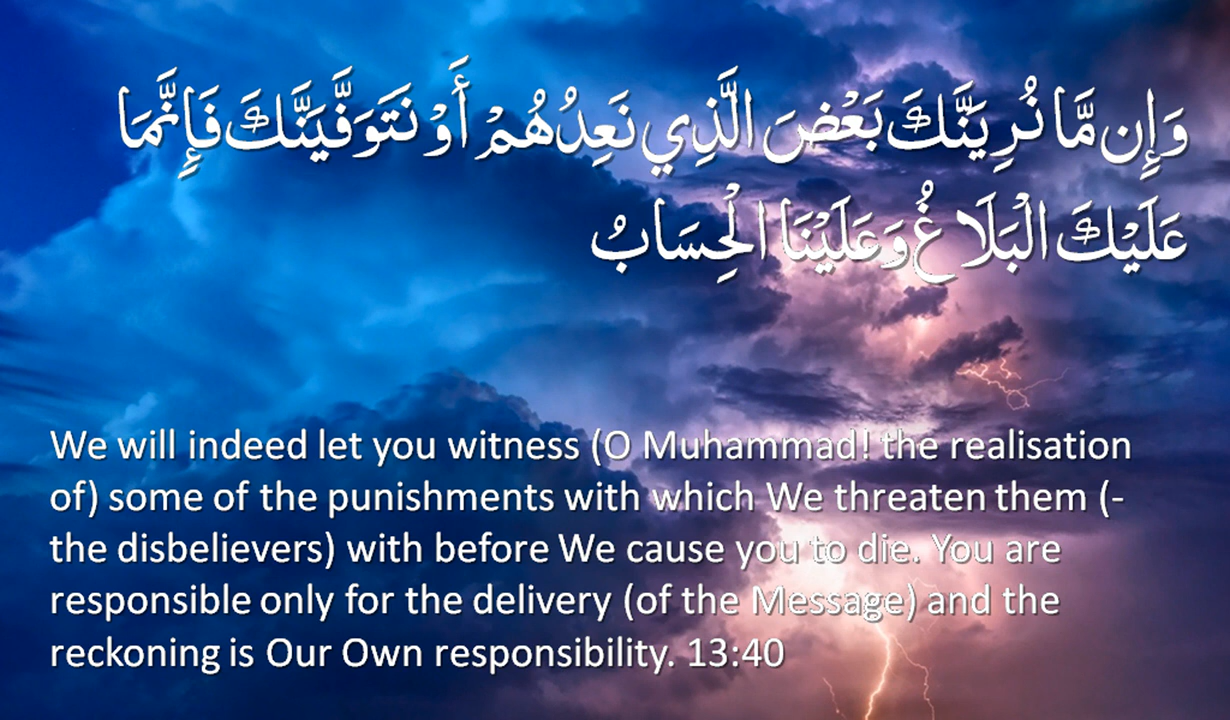 وَإِن مَّا نُرِيَنَّكَ بَعْضَ الَّذِي نَعِدُهُمْ أَوْ نَتَوَفَّيَنَّكَ فَإِنَّمَا
عَلَيْكَ الْبَلَاغُ وَعَلَيْنَا الْحِسَابُ
We will indeed let you witness (O Muhammad! the realisation
of) some of the punishments with which We threaten them (-
the disbelievers) with before We cause you to die. You are
responsible only for the delivery (of the Message) and the
reckoning is Our Own responsibility. 13:40